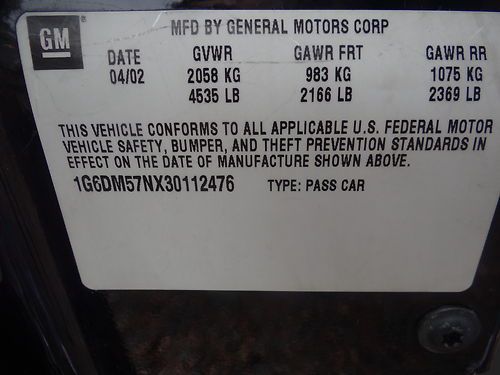 GM
MFD BY GENERAL MOTORS CORP
DATE GVWR GAWR FRT GAWR RR
04/02 2058 KG 983 KG 1075 KG
4535 LB 2166 LB 2369 LB
THIS VEHICLE CONFORMS TO ALL APPLICABLE U.S. FEDERAL MOTOR
VEHICLE SAFETY, BUMPER, AND THEFT PREVENTION STANDARDS IN
EFFECT ON THE DATE OF MANUFACTURE SHOWN ABOVE.
1G6DM57NX30112476 TYPE: PASS CAR